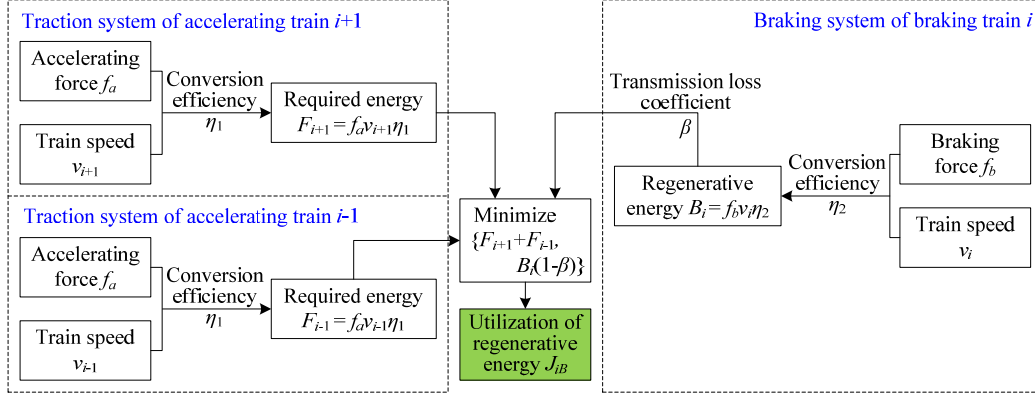 Traction system of accelerating train i+1
Accelerating
force fa
Train speed
vi+1
Conversion
efficiency
η1
Required energy
Fi+1 = favi+1η1
Traction system of accelerating train i-1
Accelerating
force fa
Train speed
vi-1
Conversion
efficiency
η1
Required energy
Fi-1 = favi-1η1
Minimize
{Fi+1+Fi-1,
Bi(1-β)}
Utilization of
regenerative
energy JiB
Braking system of braking train i
Transmission loss
coefficient
β
Regenerative
energy Bi = fbviη2
Conversion
efficiency
η2
Braking
force fb
Train speed
vi